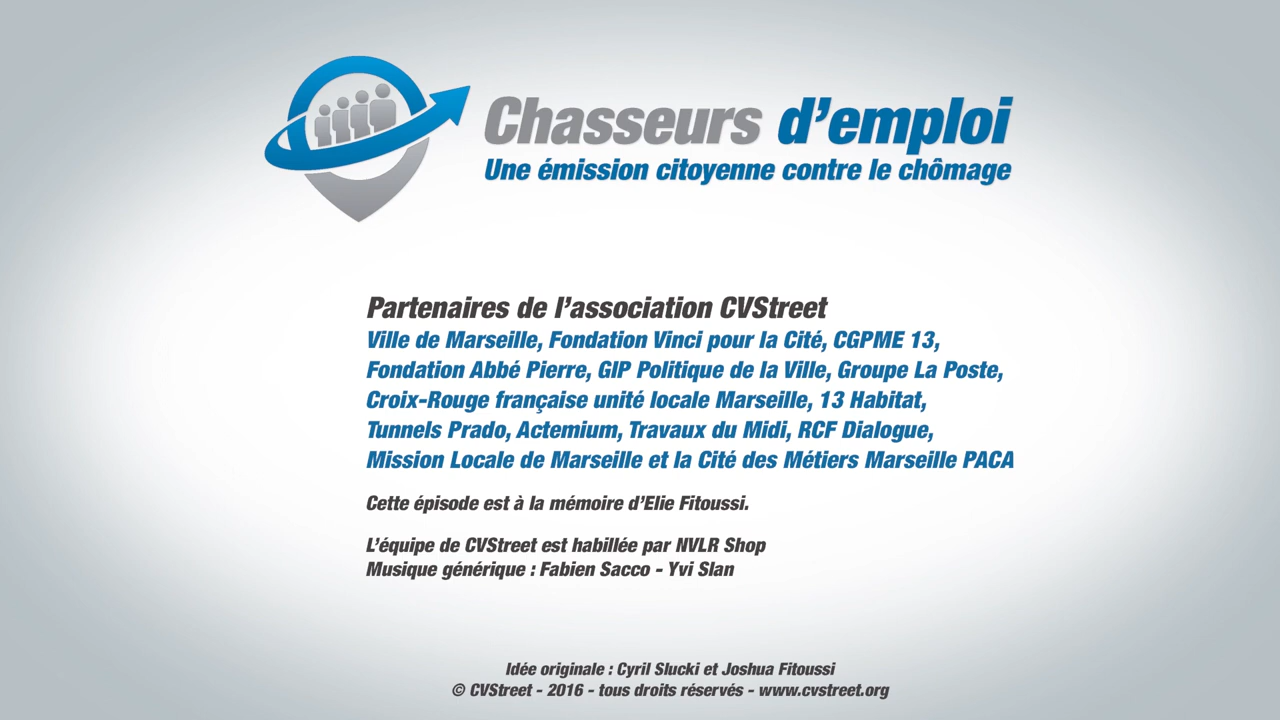 Chasseurs d’emploi
Une émission citoyenne contre le chômage
Partenaires de l’association CVStreet
Ville de Marseille, Fondation Vinci pour la Cité, CGPME 13,
Fondation Abbé Pierre, GIP Politique de la Ville, Groupe La Poste,
Croix-Rouge française unité locale Marseille, 13 Habitat,
Tunnels Prado, Actemium, Travaux du Midi, RCF Dialogue,
Mission Locale de Marseille et la Cité des Métiers Marseille PACA
Cette épisode est à la mémoire d’Elie Fitoussi.
L’équipe de CVStreet est habillée par NVLR Shop
Musique générique : Fabien Sacco - Yvi Slan
Idée originale : Cyril Slucki et Joshua Fitoussi
© CVStreet - 2016 - tous droits réservés - www.cvstreet.org